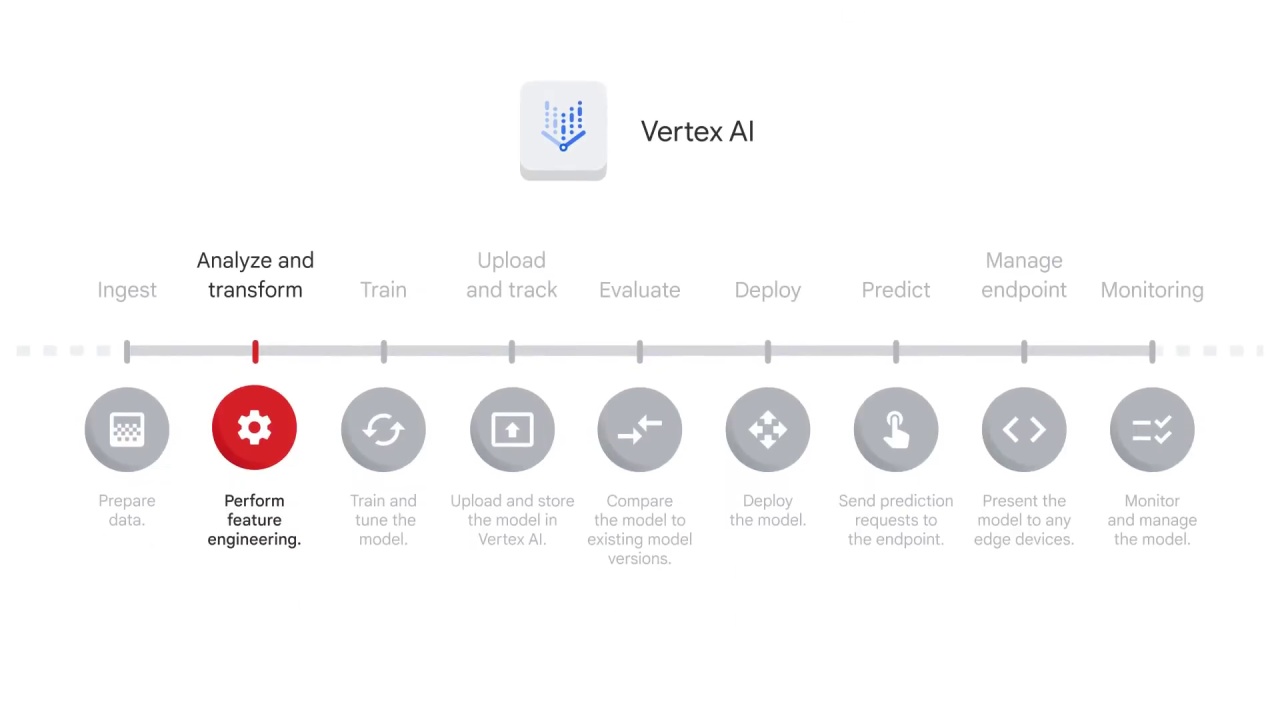 Vertex AI
Analyze and
transform
Ingest
Train
Upload
and track
Evaluate
Deploy
Predict
Manage
endpoint
Monitoring
Prepare
data.
Perform
feature
engineering.
Train and
tune the
model.
Upload and store
the model in
Vertex AI.
Compare
the model to
existing model
versions.
Deploy
the model.
Send prediction
requests to
the endpoint.
Present the
model to any
edge devices.
Monitor
and manage
the model.